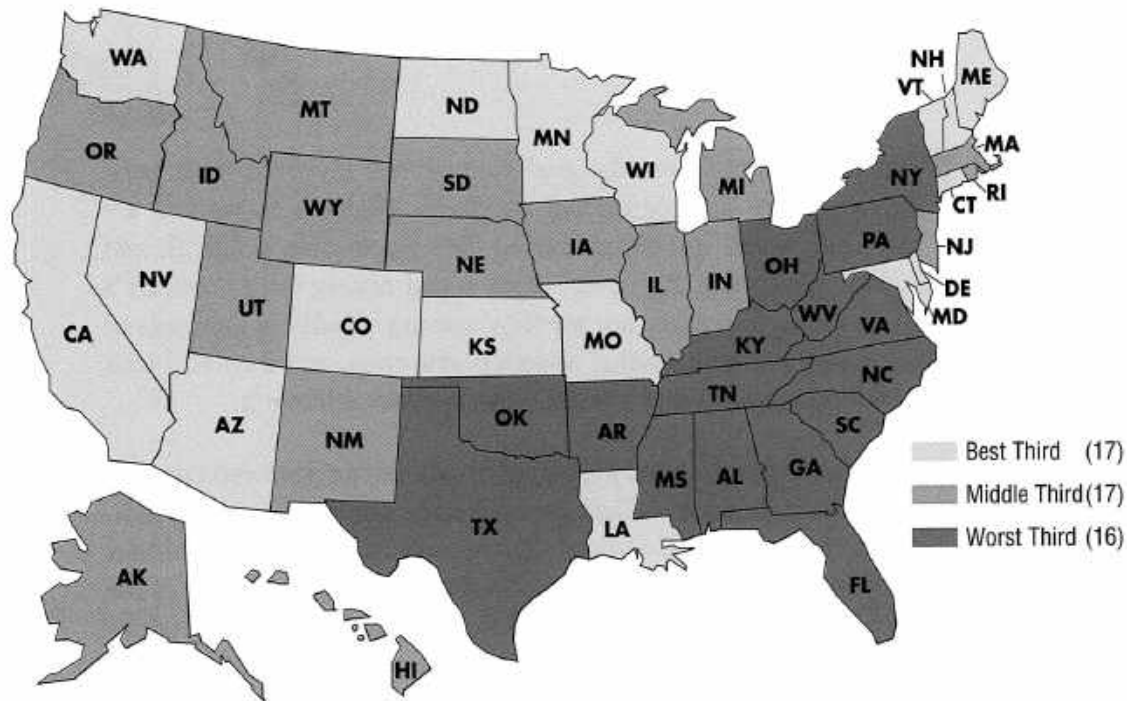 WA
NH
ME
VT
MT
ND
MN
OR
MA
ID
SD
WI
MI
NY
RI
WY
CT
IA
PA
NE
NJ
NV
IL
IN
OH
DE
UT
WV
MD
CA
CO
VA
KS
MO
KY
NC
TN
AZ
OK
NM
AR
SC
Best Third (17)
MS
AL
GA
Middle Third (17)
TX
LA
Worst Third (16)
AK
FL
HI